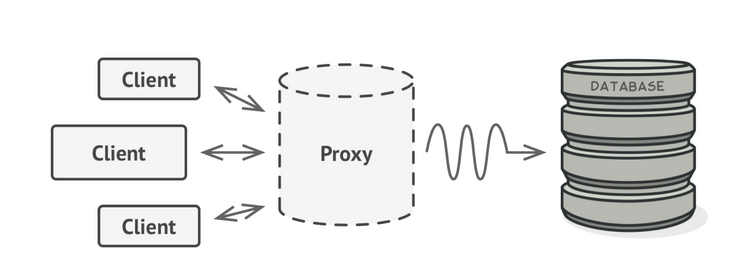 Client
Client
Client
Proxy
DATABASE